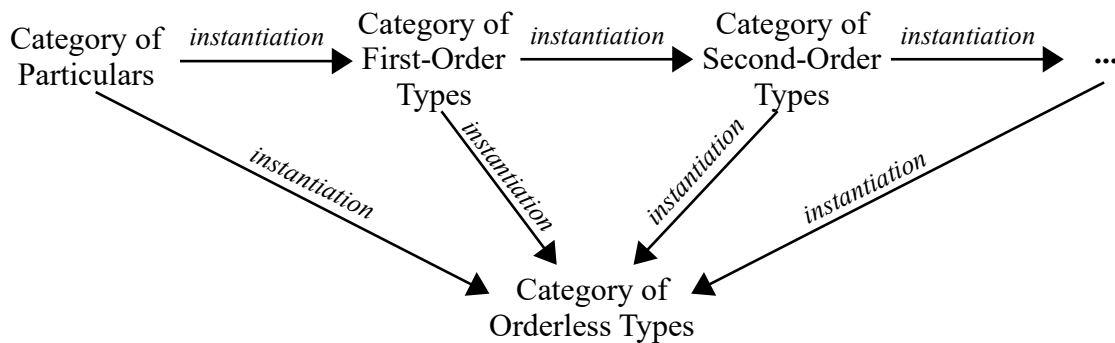 Category of
Particulars
instantiation
Category of
First-Order
Types
instantiation
Category of
Second-Order
Types
instantiation
...
instantiation
instantiation
instantiation
instantiation
Category of
Orderless Types